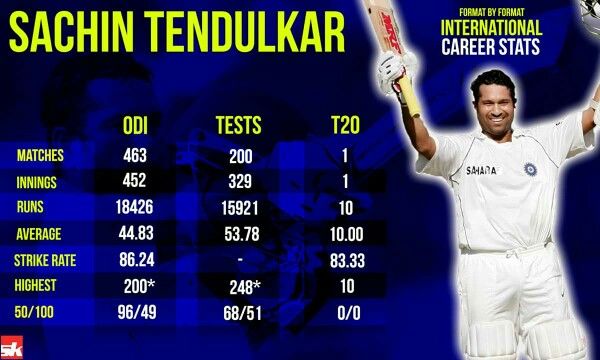 SACHIN TENDULKAR
FORMAT BY FORMAT
INTERNATIONAL
CAREER STATS
ODI TESTS T20
MATCHES 463 200 1
INNINGS 452 329 1
RUNS 18426 15921 10
AVERAGE 44.83 53.78 10.00
STRIKE RATE 86.24 - 83.33
HIGHEST 200* 248* 10
50/100 96/49 68/51 0/0
SAHARA
sk